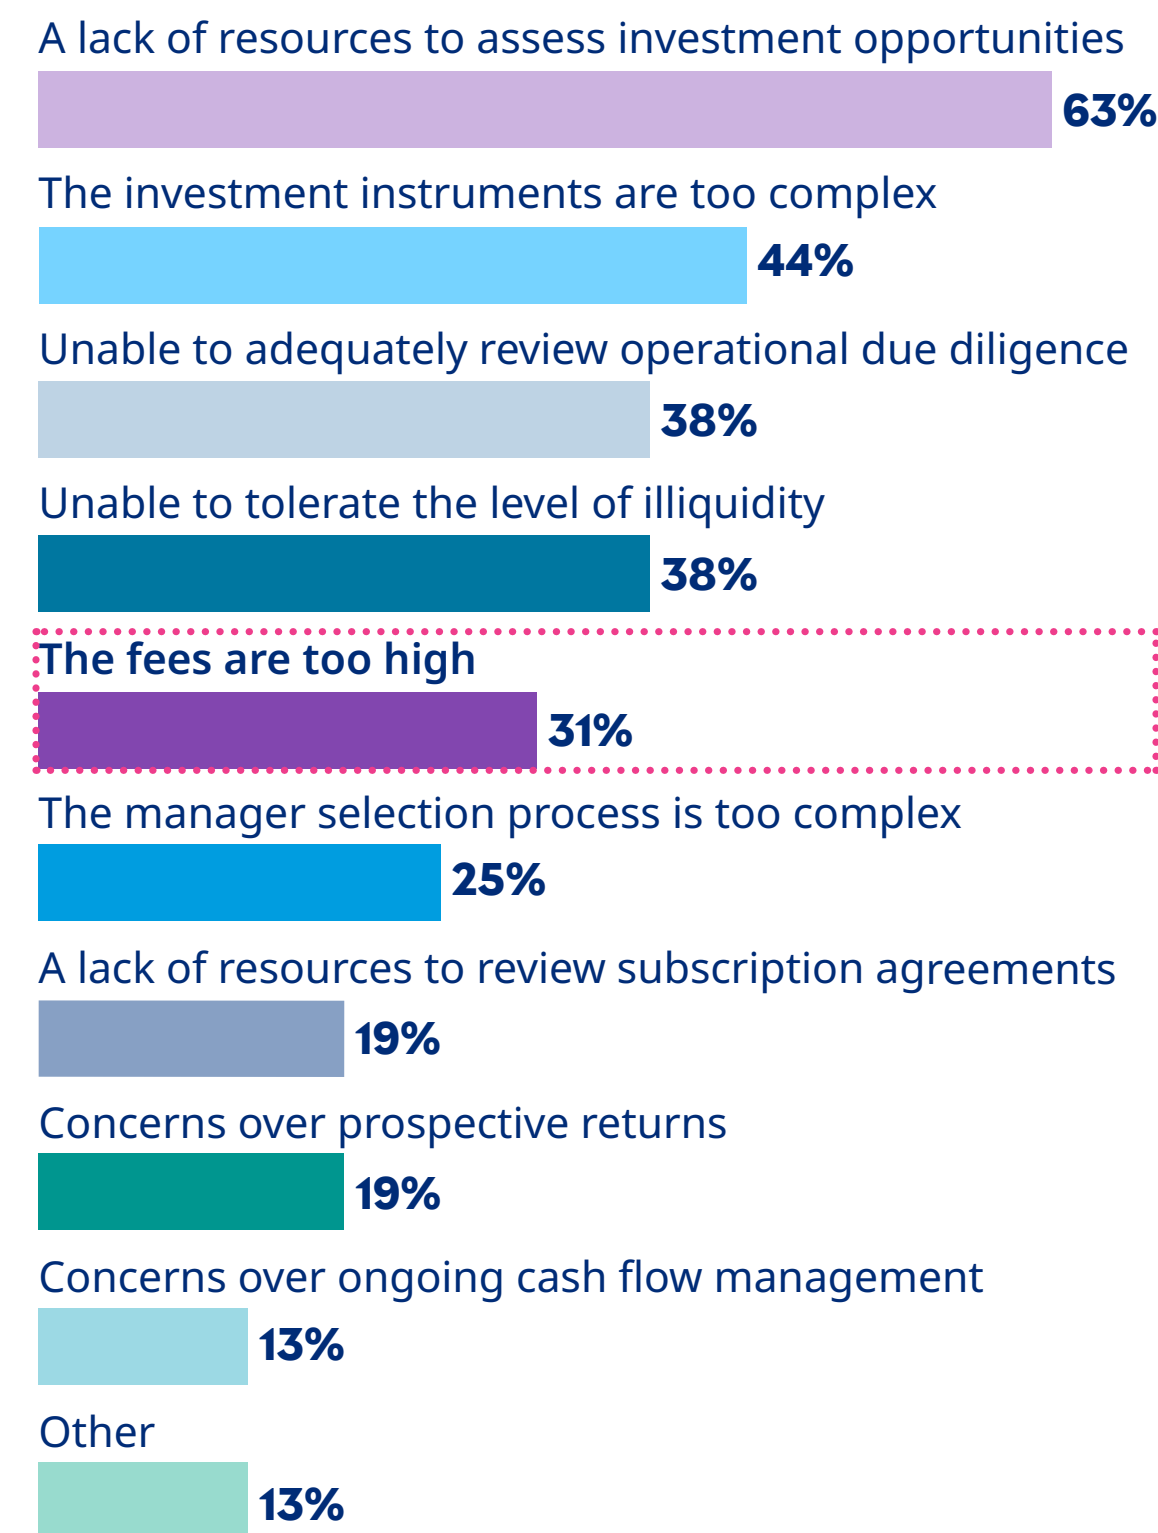 A lack of resources to assess investment opportunities
63%
The investment instruments are too complex
44%
Unable to adequately review operational due diligence
38%
Unable to tolerate the level of illiquidity
38%
The fees are too high
31%
The manager selection process is too complex
25%
A lack of resources to review subscription agreements
19%
Concerns over prospective returns
19%
Concerns over ongoing cash flow management
13%
Other
13%